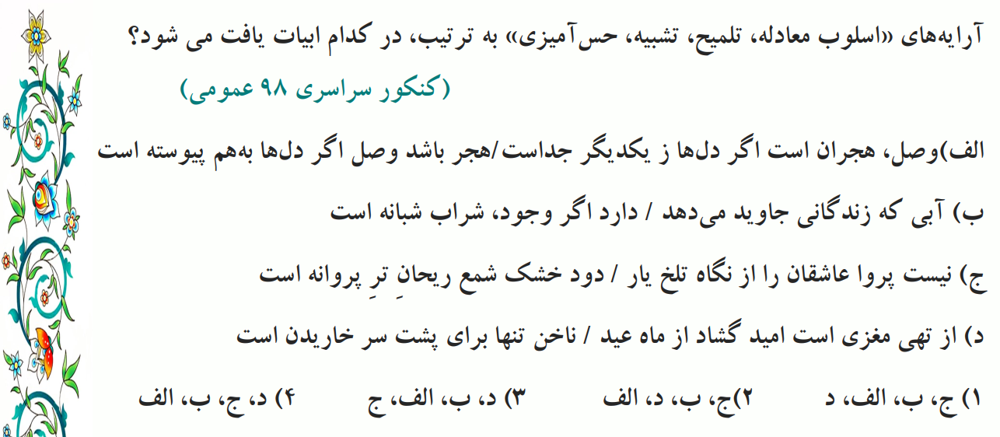 آرایه‌های «اسلوب معادله، تلمیح، تشبیه، حس‌آمیزی» به ترتیب، در کدام ابیات یافت می شود؟
(کنکور سراسری ۹۸ عمومی)
الف)وصل، هجران است اگر دل‌ها ز یکدیگر جداست/هجر باشد وصل اگر دل‌ها به‌هم پیوسته است
ب) آبی که زندگانی جاوید می‌دهد / دارد اگر وجود، شراب شبانه است
ج) نیست پروا عاشقان را از نگاه تلخ یار / دود خشک شمع ریحانِ ترِ پروانه است
د) از تهی مغزی است امید گشاد از ماه عید / ناخن تنها برای پشت سر خاریدن است
۱) ج، ب، الف، د ۲)ج، ب، د، الف ۳) د، ب، الف، ج ۴) د، ج، ب، الف